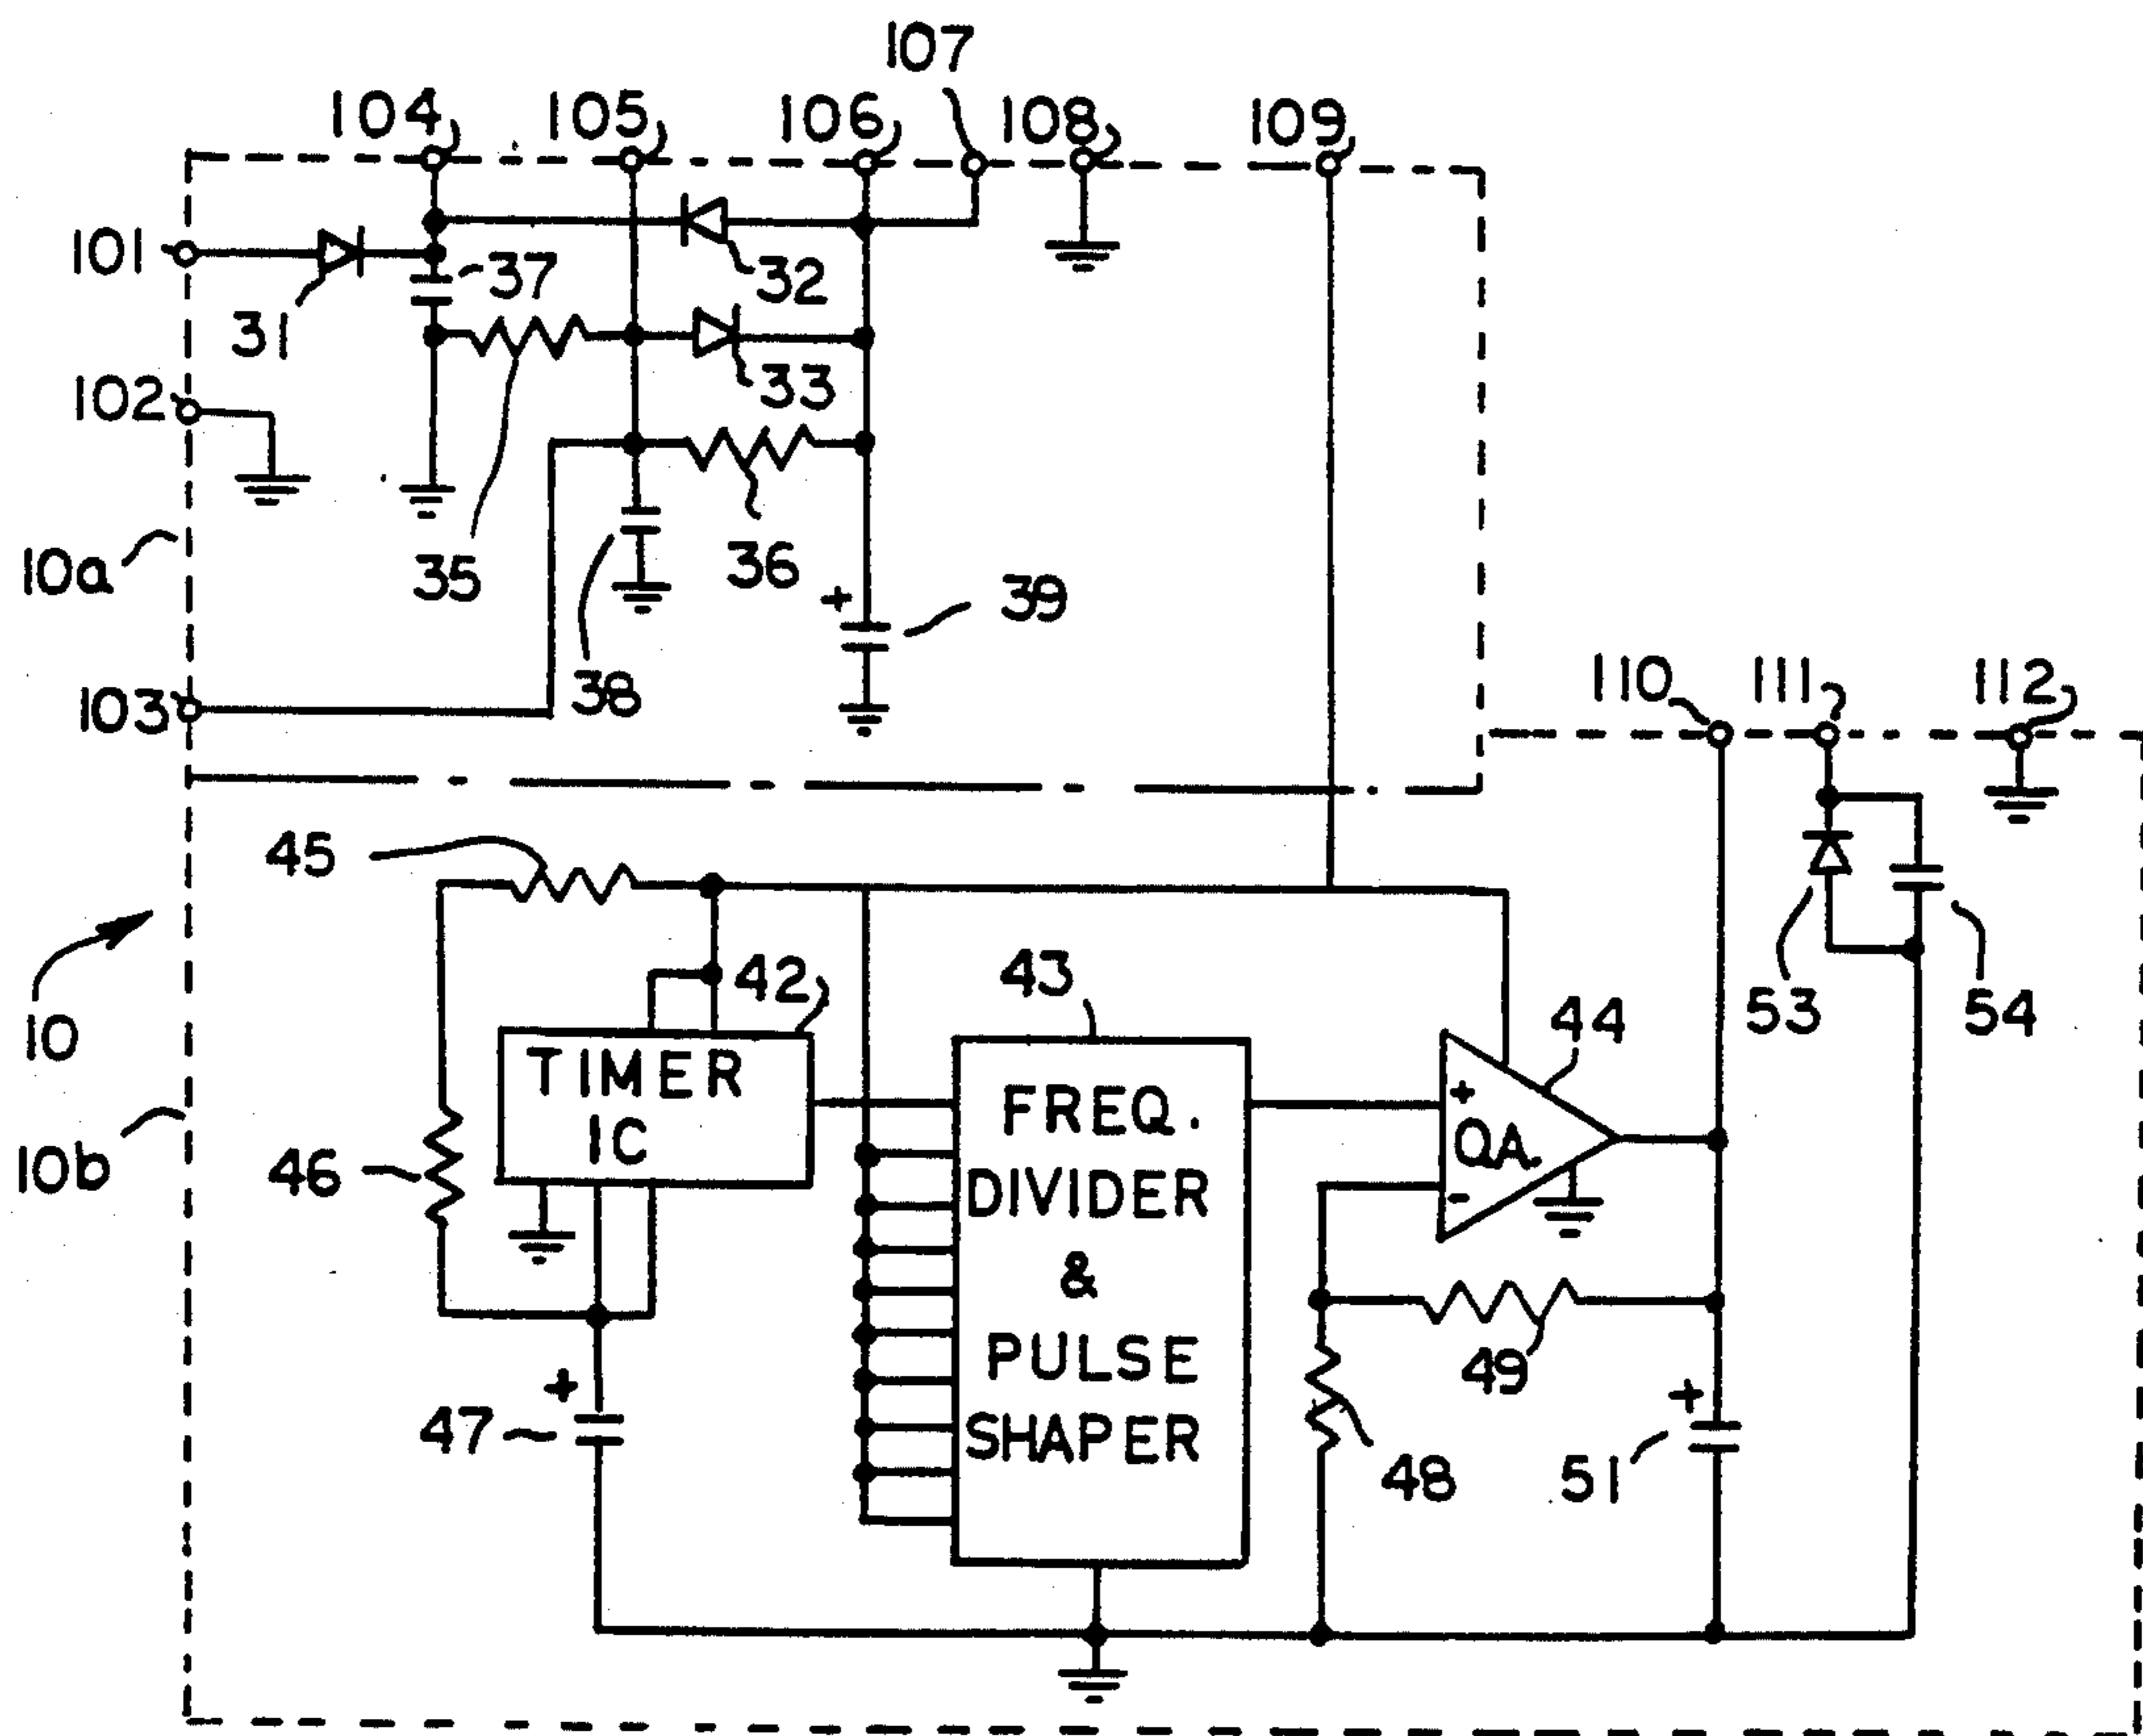 107
104 105 106 108 109
101
37
32
31
33
102
35 36 + 39
10a
38
103
110 111 112
45
42 43 44 53 54
10
TIMER
IC
FREQ.
DIVIDER
&
PULSE
SHAPER
+
O.A.
-
46
10b
49
+
47
48
+
51